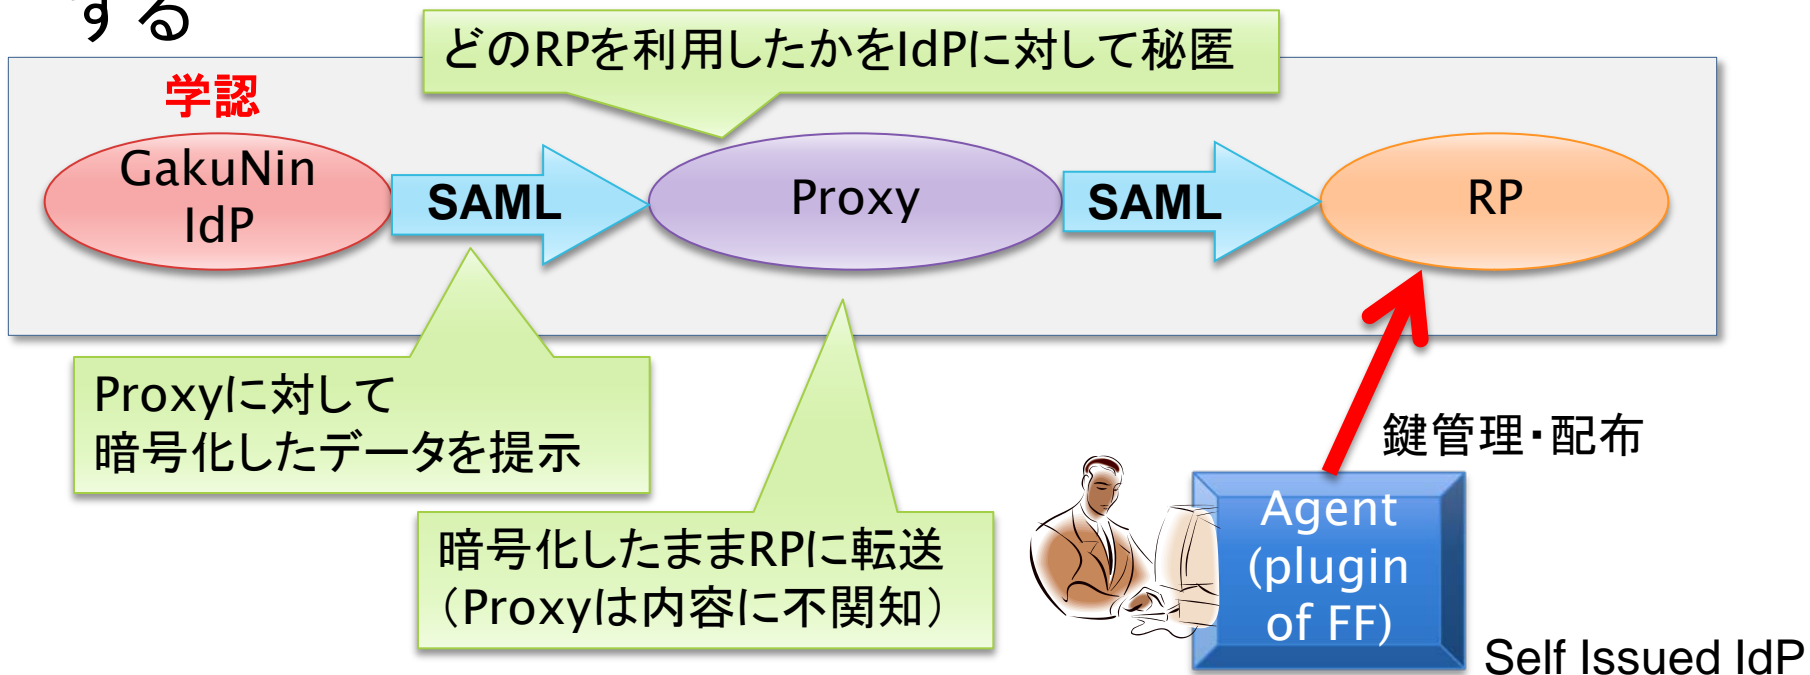 する
どのRPを利用したかをIdPに対して秘匿
学認
GakuNin
IdP
SAML
Proxy
SAML
RP
Proxyに対して
暗号化したデータを提示
鍵管理・配布
暗号化したままRPに転送
（Proxyは内容に不関知）
Agent
(plugin
of FF)
Self Issued IdP